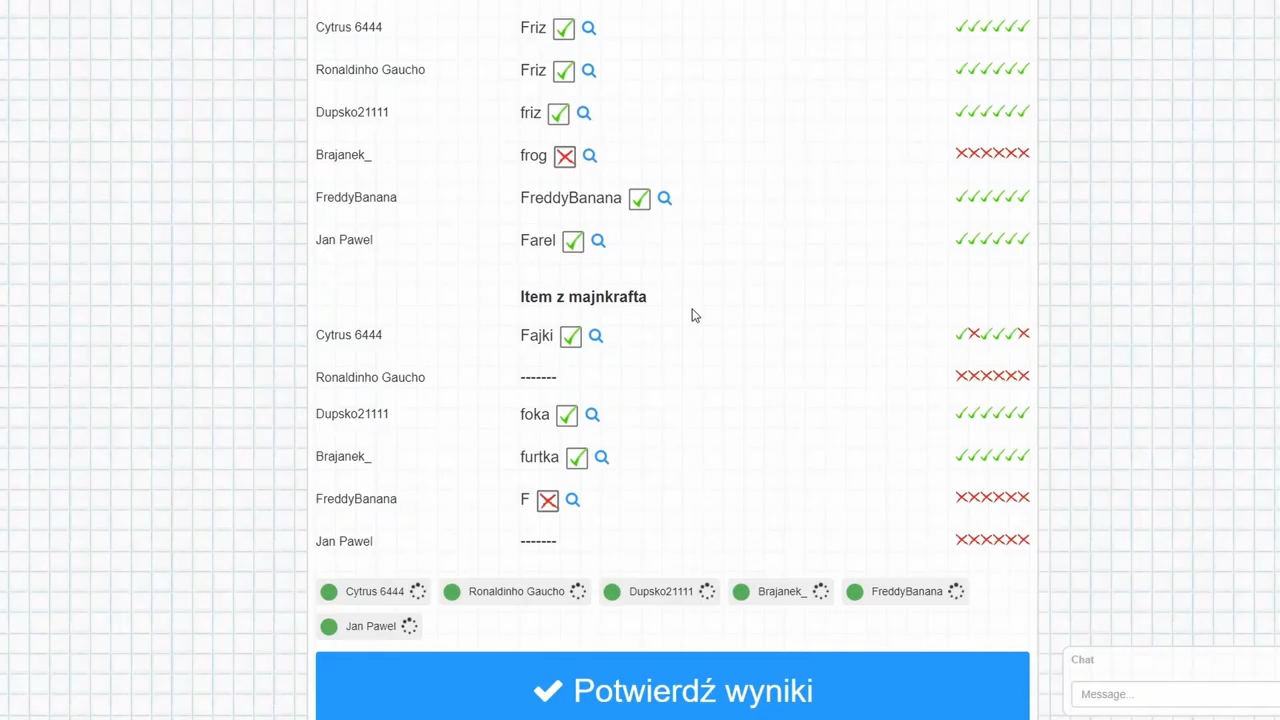 Cytrus 6444 Friz
Ronaldinho Gaucho Friz
Dupsko21111 friz
Brajanek_ frog
FreddyBanana FreddyBanana
Jan Pawel Farel
Item z majnkrafta
Cytrus 6444 Fajki
Ronaldinho Gaucho -------
Dupsko21111 foka
Brajanek_ furtka
FreddyBanana F
Jan Pawel -------
Cytrus 6444 Ronaldinho Gaucho Dupsko21111 Brajanek_ FreddyBanana
Jan Pawel
Potwierdź wyniki
Chat
Message...